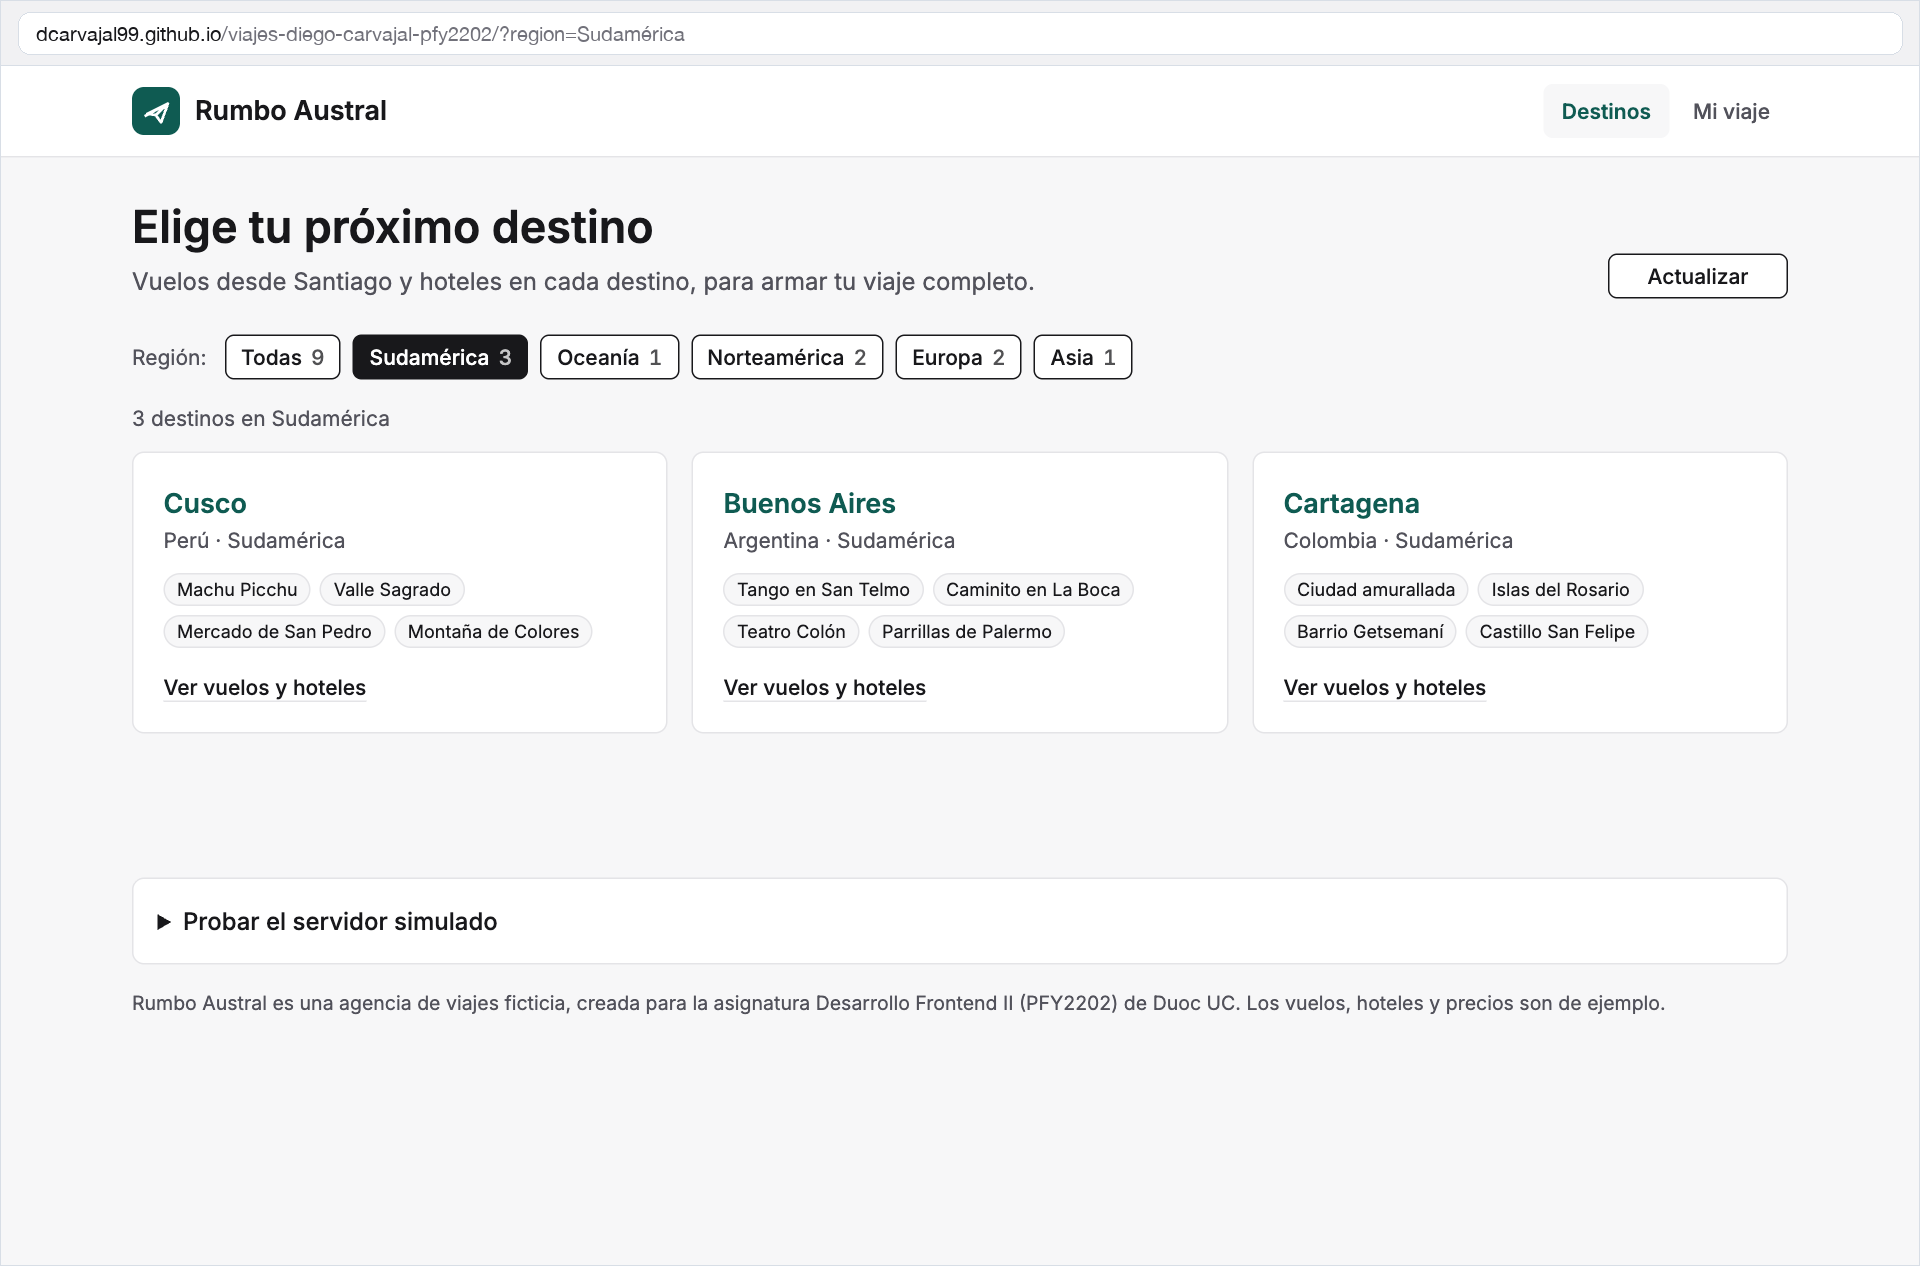 dcarvajal99.github.io/viajes-diego-carvajal-pfy2202/?region=Sudamérica
Rumbo Austral
Destinos
Mi viaje
Elige tu próximo destino
Vuelos desde Santiago y hoteles en cada destino, para armar tu viaje completo.
Actualizar
Región:
Todas 9
Sudamérica 3
Oceanía 1
Norteamérica 2
Europa 2
Asia 1
3 destinos en Sudamérica
Cusco
Perú · Sudamérica
Machu Picchu
Valle Sagrado
Mercado de San Pedro
Montaña de Colores
Ver vuelos y hoteles
Buenos Aires
Argentina · Sudamérica
Tango en San Telmo
Caminito en La Boca
Teatro Colón
Parrillas de Palermo
Ver vuelos y hoteles
Cartagena
Colombia · Sudamérica
Ciudad amurallada
Islas del Rosario
Barrio Getsemaní
Castillo San Felipe
Ver vuelos y hoteles
Probar el servidor simulado
Rumbo Austral es una agencia de viajes ficticia, creada para la asignatura Desarrollo Frontend II (PFY2202) de Duoc UC. Los vuelos, hoteles y precios son de ejemplo.